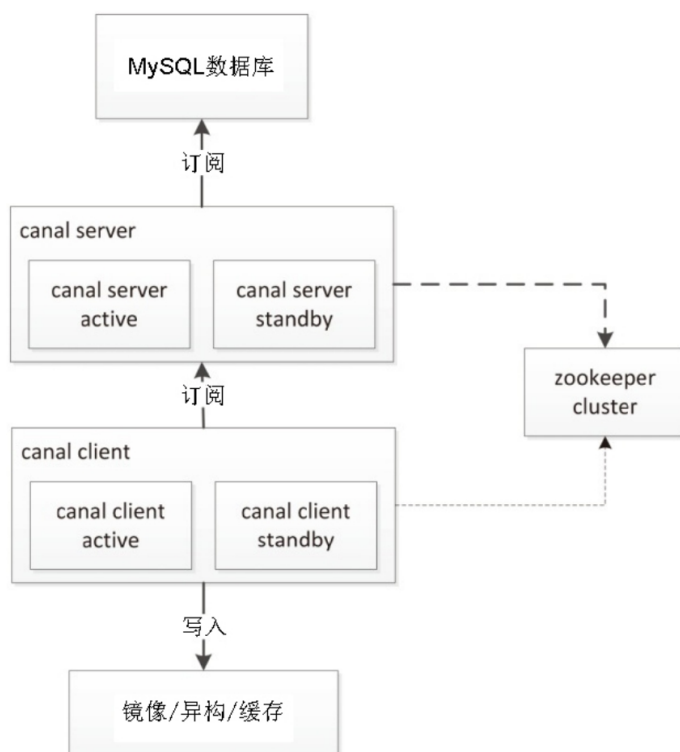 MySQL数据库
订阅
canal server
canal server
active
canal server
standby
zookeeper
cluster
订阅
canal client
canal client
active
canal client
standby
写入
镜像/异构/缓存